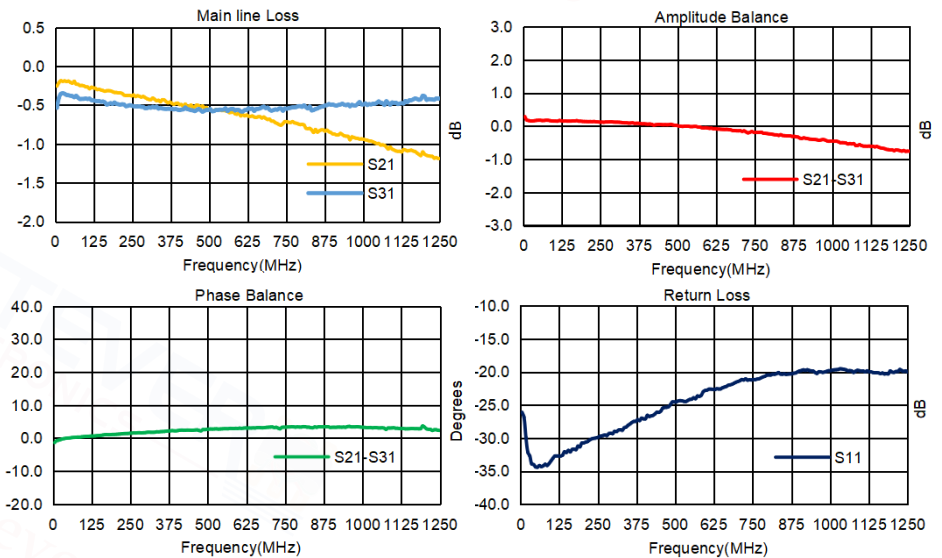 Main line Loss
0.5
0.0
-0.5
-1.0
-1.5
-2.0
dB
S21
S31
0 125 250 375 500 625 750 875 1000 1125 1250
Frequency(MHz)
Amplitude Balance
3.0
2.0
1.0
0.0
-1.0
-2.0
-3.0
dB
S21-S31
0 125 250 375 500 625 750 875 1000 1125 1250
Frequency(MHz)
Phase Balance
40.0
30.0
20.0
10.0
0.0
-10.0
-20.0
Degrees
S21-S31
0 125 250 375 500 625 750 875 1000 1125 1250
Frequency(MHz)
Return Loss
-10.0
-15.0
-20.0
-25.0
-30.0
-35.0
-40.0
dB
S11
0 125 250 375 500 625 750 875 1000 1125 1250
Frequency(MHz)